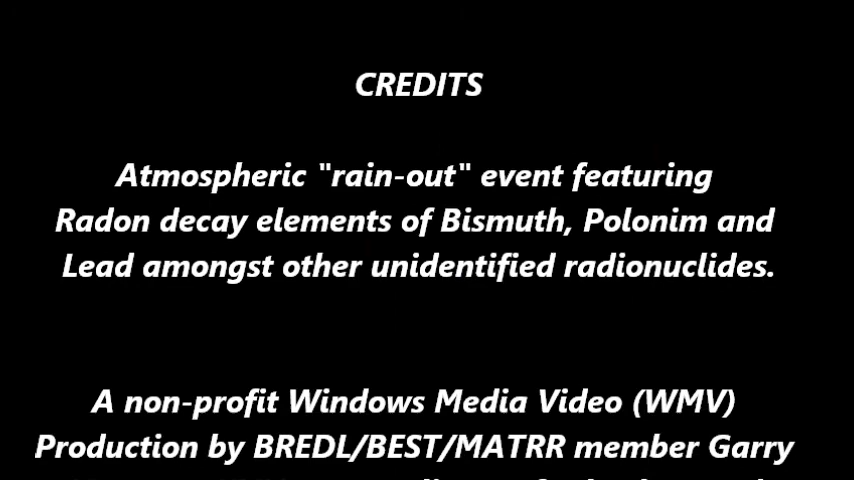 CREDITS
Atmospheric "rain-out" event featuring
Radon decay elements of Bismuth, Polonim and
Lead amongst other unidentified radionuclides.
A non-profit Windows Media Video (WMV)
Production by BREDL/BEST/MATRR member Garry